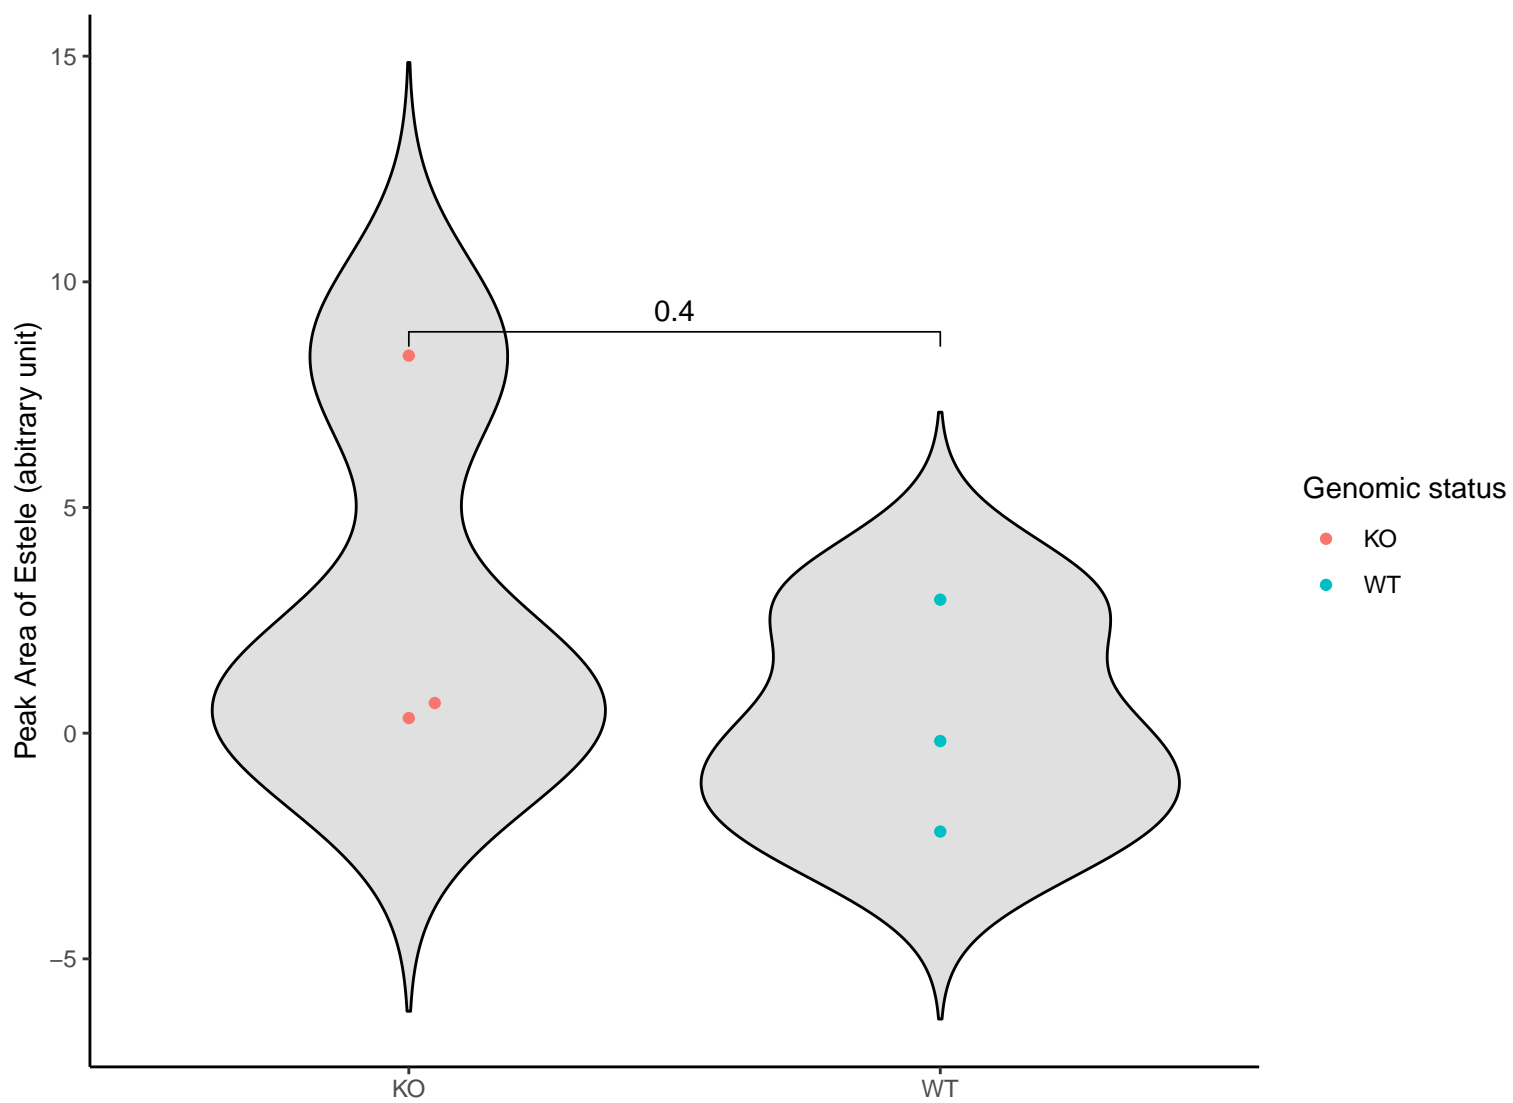 Peak Area of Estele (abitrary unit)
15
10
5
0
−5
0.4
KO
WT
Genomic status
KO
WT